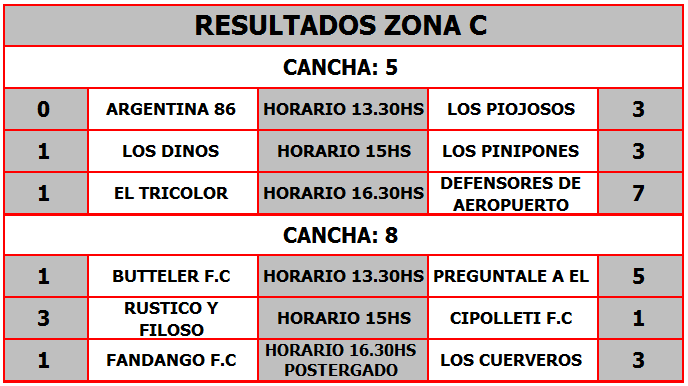 RESULTADOS ZONA C
CANCHA: 5
0 ARGENTINA 86 HORARIO 13.30HS LOS PIOJOSOS 3
1 LOS DINOS HORARIO 15HS LOS PINIPONES 3
1 EL TRICOLOR HORARIO 16.30HS DEFENSORES DE
AEROPUERTO 7
CANCHA: 8
1 BUTTELER F.C HORARIO 13.30HS PREGUNTALE A EL 5
3 RUSTICO Y
FILOSO HORARIO 15HS CIPOLLETI F.C 1
1 FANDANGO F.C HORARIO 16.30HS
POSTERGADO LOS CUERVEROS 3